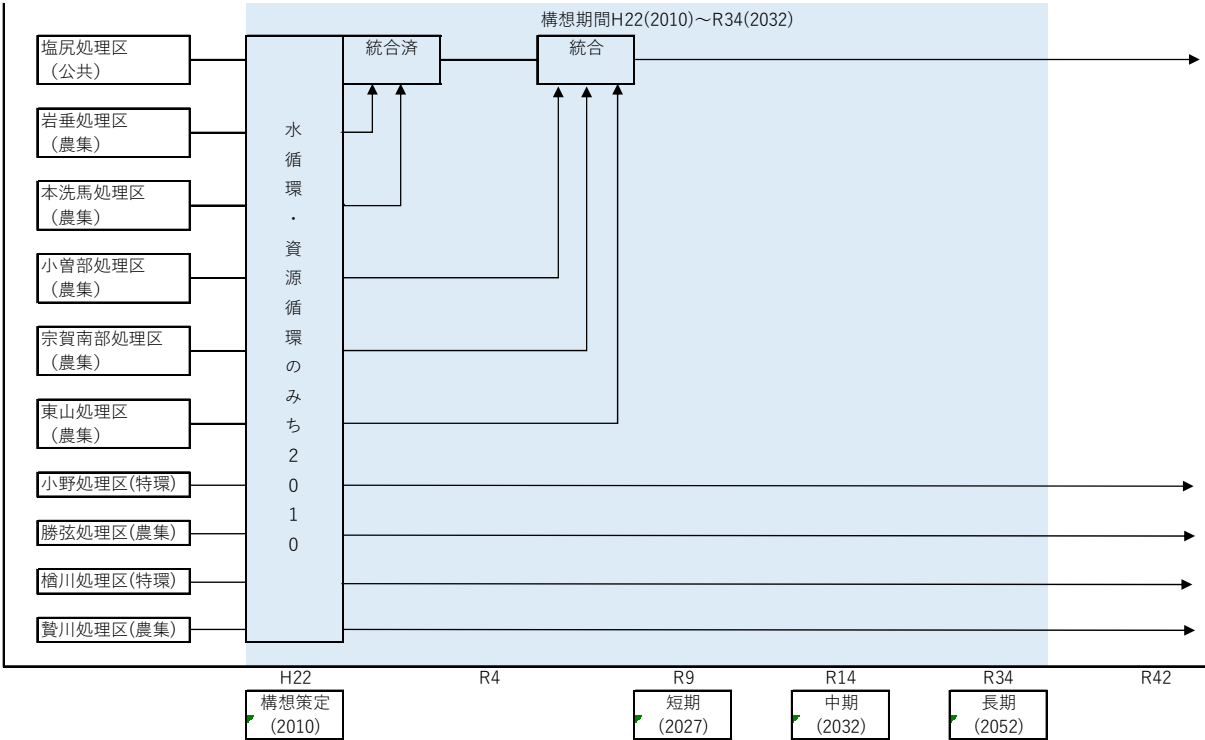 構想期間H22(2010)～R34(2032)
塩尻処理区
（公共）
統合済
統合
岩垂処理区
（農集）
本洗馬処理区
（農集）
小曽部処理区
（農集）
宗賀南部処理区
（農集）
東山処理区
（農集）
小野処理区(特環)
勝弦処理区(農集)
楢川処理区(特環)
贄川処理区(農集)
水循環・資源循環のみち2010
H22
R4
R9
R14
R34
R42
構想策定
(2010)
短期
(2027)
中期
(2032)
長期
(2052)